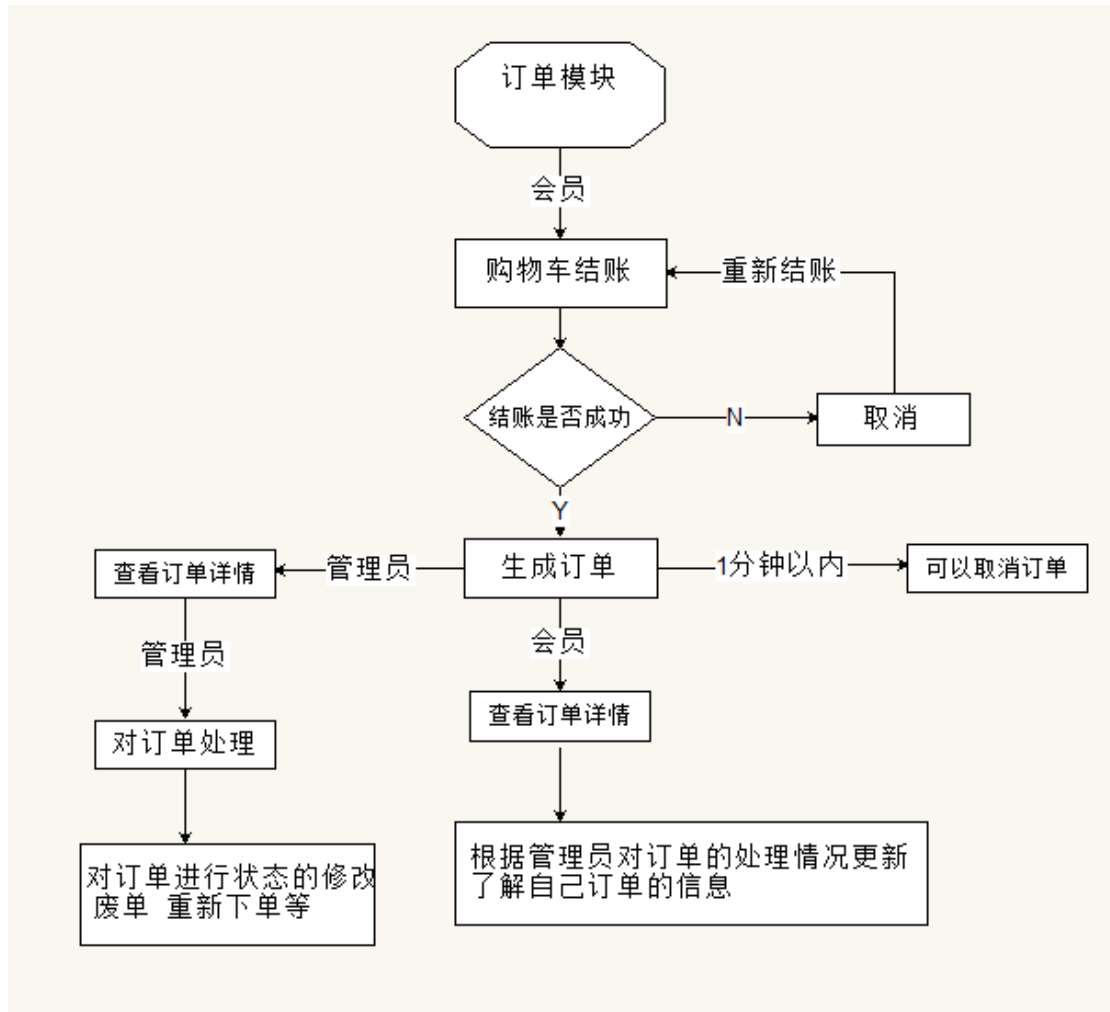 订单模块
会员
购物车结账
重新结账
结账是否成功
N
取消
Y
查看订单详情
管理员
生成订单
1分钟以内
可以取消订单
管理员
会员
查看订单详情
对订单处理
对订单进行状态的修改
废单 重新下单等
根据管理员对订单的处理情况更新
了解自己订单的信息